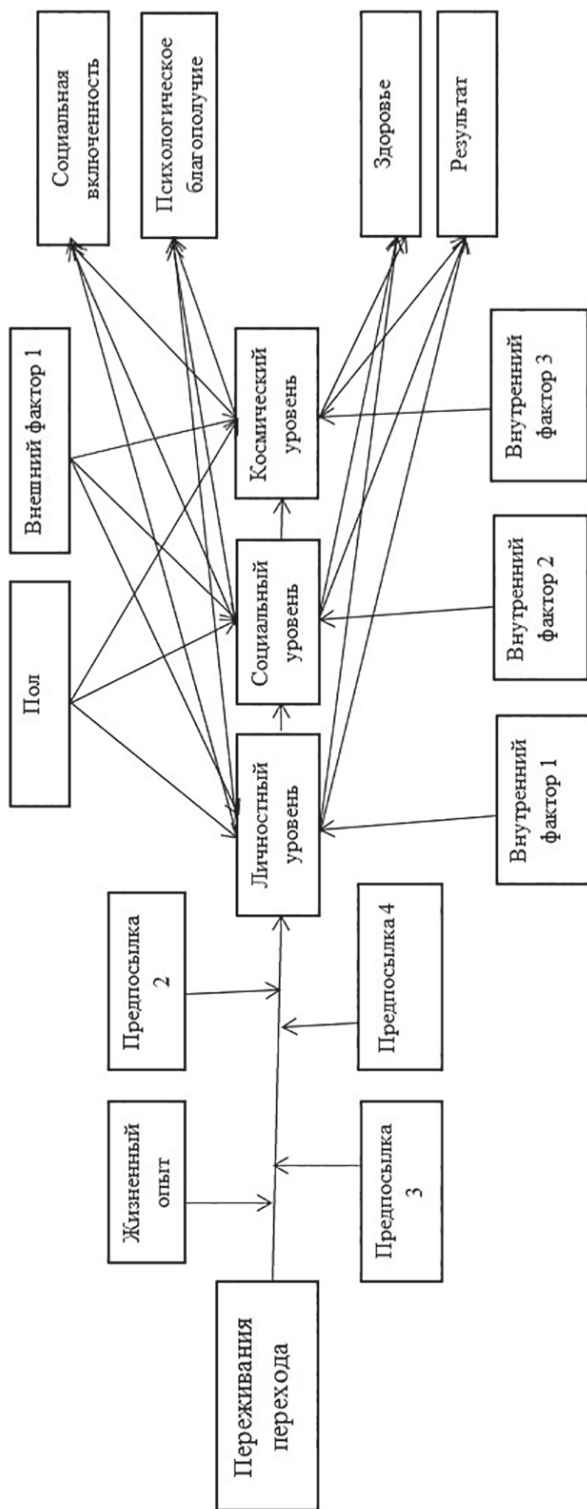 Переживания
перехода
Жизненный
опыт
Предпосылка
2
Предпосылка
3
Предпосылка 4
Пол
Внешний фактор 1
Личностный
уровень
Социальный
уровень
Космический
уровень
Внутренний
фактор 1
Внутренний
фактор 2
Внутренний
фактор 3
Социальная
включенность
Психологическое
благополучие
Здоровье
Результат